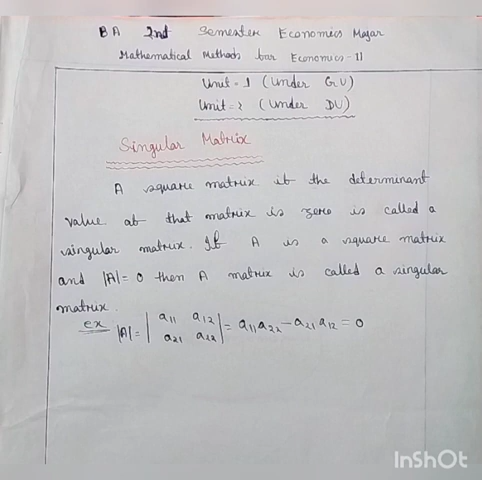 BA 2nd Semester Economics Major
Mathematical Methods for Economics-II
Unit-1 (Under GU)
Unit-2 (Under DU)
Singular Matrix
A square matrix if the determinant
value of that matrix is zero is called a
singular matrix. If A is a square matrix
and |A|=0 then A matrix is called a singular
matrix.
ex |A| = | a11 a12 | = a11a22 - a21a12 = 0
| a21 a22 |
InShOt